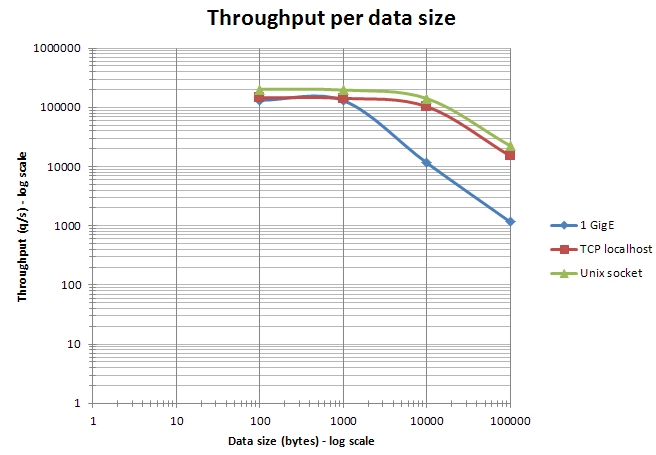 Throughput per data size
1000000
100000
10000
1000
100
10
1
Throughput (q/s) - log scale
1 10 100 1000 10000 100000
Data size (bytes) - log scale
1 GigE
TCP localhost
Unix socket